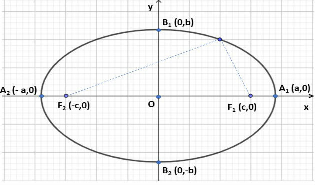 y
B₁ (0,b)
A₂ (-a,0)
A₁ (a,0)
F₂ (-c,0)
O
F₁ (c,0)
x
B₂ (0,-b)